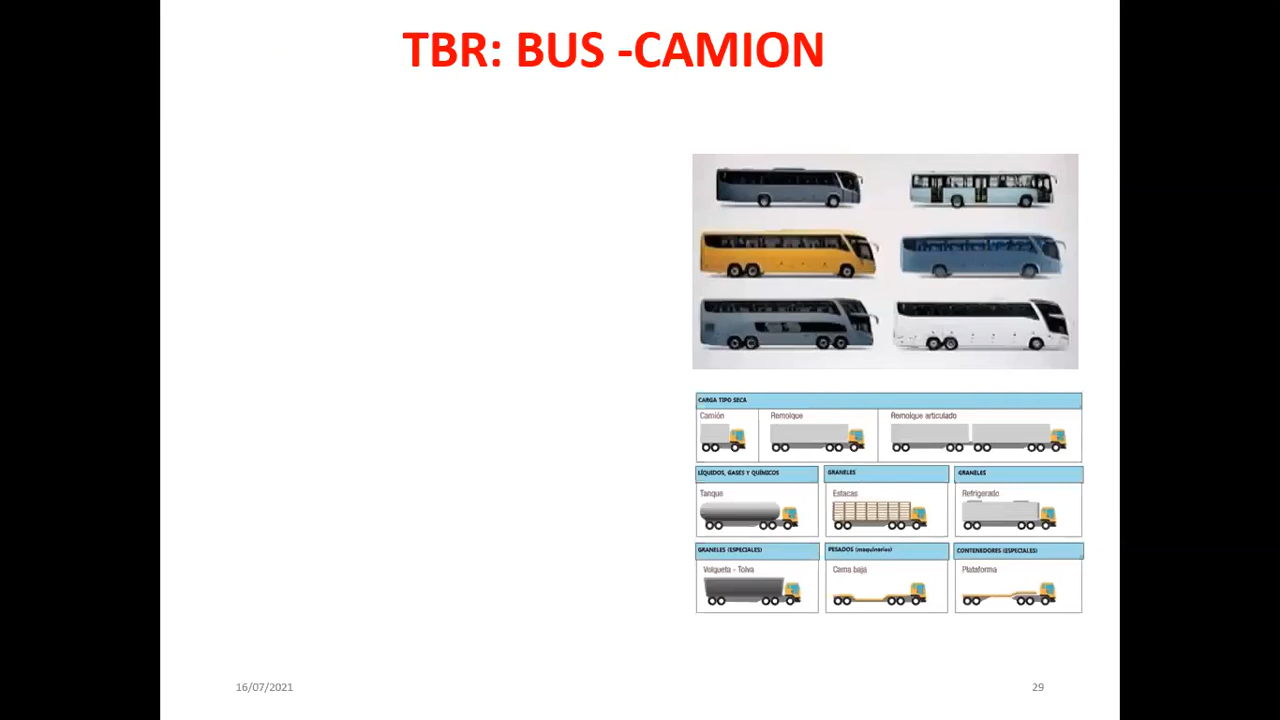 TBR: BUS -CAMION
CARGA TIPO SECA
Camión
Remolque
Remolque articulado
LÍQUIDOS, GASES Y QUÍMICOS
GRANELES
GRANELES
Tanque
Estacas
Refrigerado
GRANELES (ESPECIALES)
PESADOS (maquinarias)
CONTENEDORES (ESPECIALES)
Volqueta - Tolva
Cama baja
Plataforma
16/07/2021
29